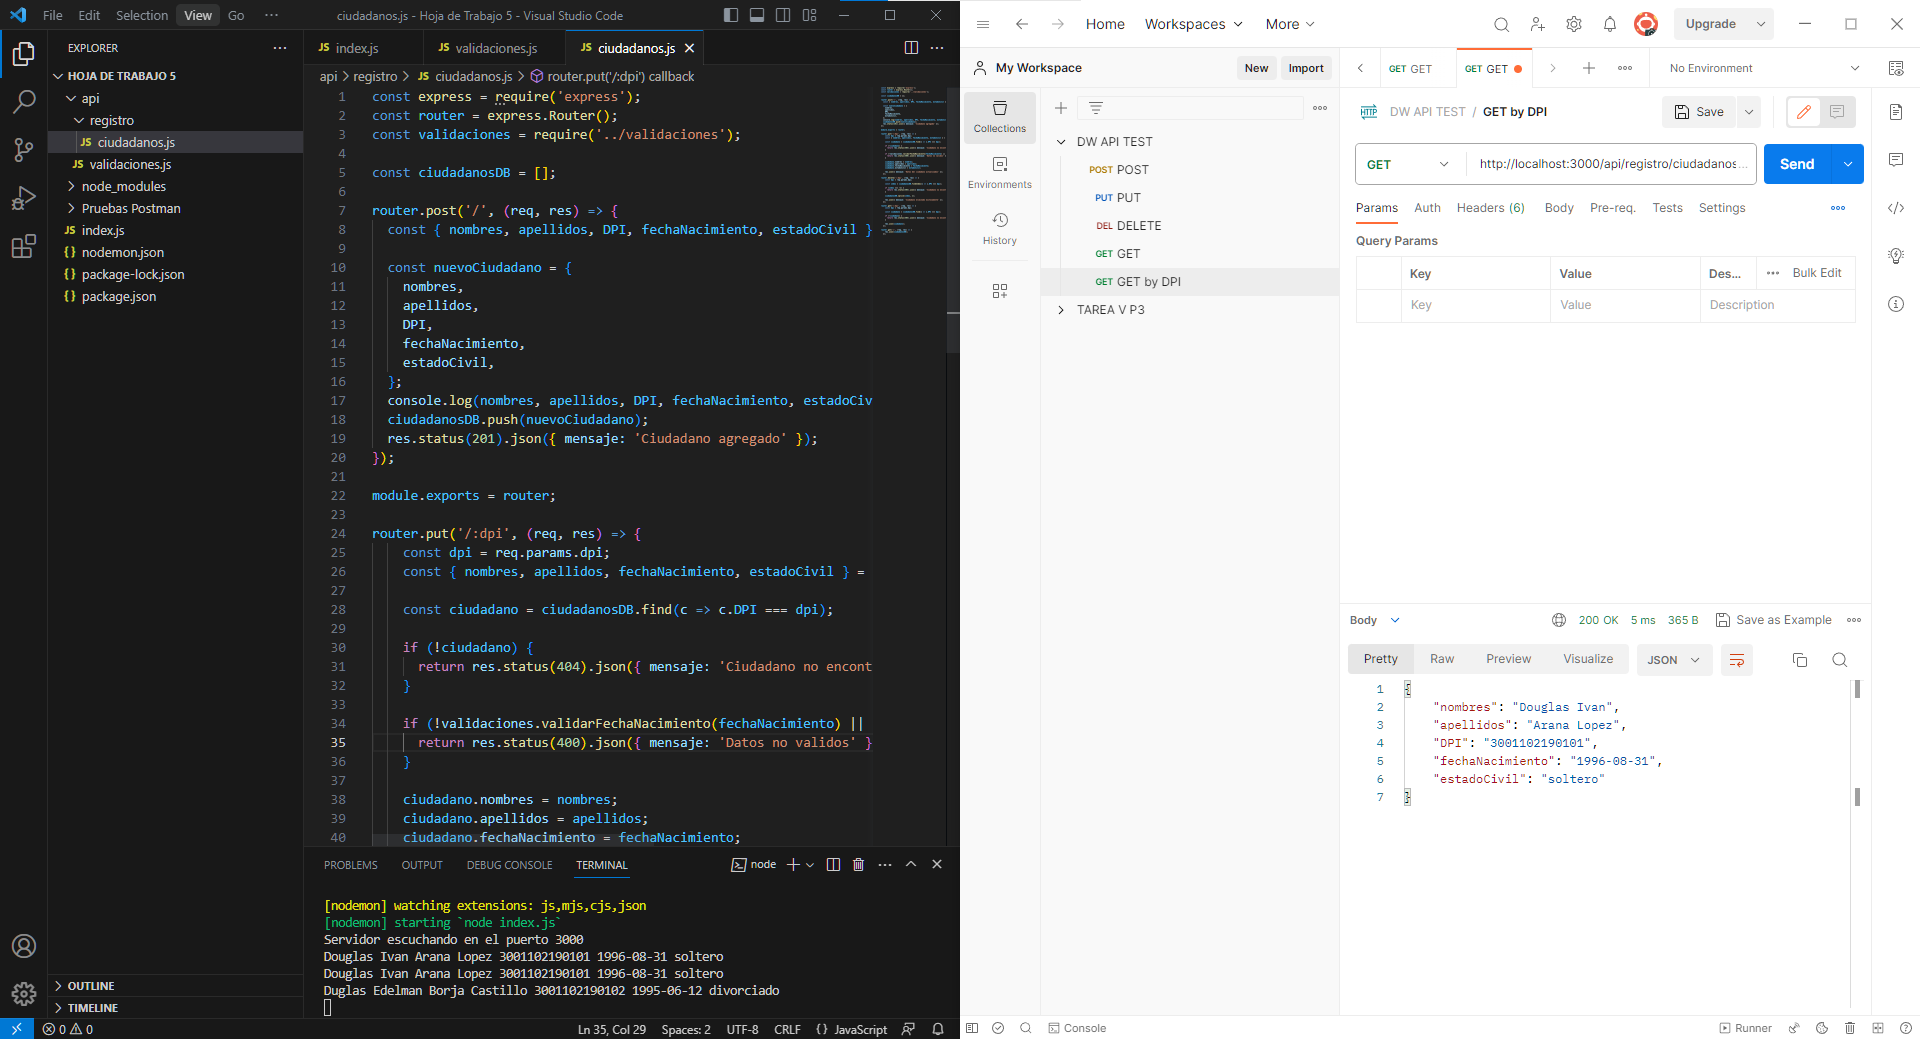 File Edit Selection View Go ···
ciudadanos.js - Hoja de Trabajo 5 - Visual Studio Code
EXPLORER
HOJA DE TRABAJO 5
api
registro
JS ciudadanos.js
JS validaciones.js
node_modules
Pruebas Postman
JS index.js
{} nodemon.json
{} package-lock.json
{} package.json
OUTLINE
TIMELINE
JS index.js
JS validaciones.js
JS ciudadanos.js
api > registro > JS ciudadanos.js > router.put('/:dpi') callback
1 const express = require('express');
2 const router = express.Router();
3 const validaciones = require('../validaciones');
4
5 const ciudadanosDB = [];
6
7 router.post('/', (req, res) => {
8 const { nombres, apellidos, DPI, fechaNacimiento, estadoCivil }
9
10 const nuevoCiudadano = {
11 nombres,
12 apellidos,
13 DPI,
14 fechaNacimiento,
15 estadoCivil,
16 };
17 console.log(nombres, apellidos, DPI, fechaNacimiento, estadoCiv
18 ciudadanosDB.push(nuevoCiudadano);
19 res.status(201).json({ mensaje: 'Ciudadano agregado' });
20 });
21
22 module.exports = router;
23
24 router.put('/:dpi', (req, res) => {
25 const dpi = req.params.dpi;
26 const { nombres, apellidos, fechaNacimiento, estadoCivil } =
27
28 const ciudadano = ciudadanosDB.find(c => c.DPI === dpi);
29
30 if (!ciudadano) {
31 return res.status(404).json({ mensaje: 'Ciudadano no encont
32 }
33
34 if (!validaciones.validarFechaNacimiento(fechaNacimiento) ||
35 return res.status(400).json({ mensaje: 'Datos no validos' }
36 }
37
38 ciudadano.nombres = nombres;
39 ciudadano.apellidos = apellidos;
40 ciudadano.fechaNacimiento = fechaNacimiento;
PROBLEMS OUTPUT DEBUG CONSOLE TERMINAL
node
[nodemon] watching extensions: js,mjs,cjs,json
[nodemon] starting `node index.js`
Servidor escuchando en el puerto 3000
Douglas Ivan Arana Lopez 3001102190101 1996-08-31 soltero
Douglas Ivan Arana Lopez 3001102190101 1996-08-31 soltero
Duglas Edelman Borja Castillo 3001102190102 1995-06-12 divorciado
0 0
Ln 35, Col 29 Spaces: 2 UTF-8 CRLF {} JavaScript
Home Workspaces More
Upgrade
My Workspace
New Import
Collections
Environments
History
DW API TEST
POST POST
PUT PUT
DEL DELETE
GET GET
GET GET by DPI
TAREA V P3
GET GET
GET GET
No Environment
HTTP DW API TEST / GET by DPI
Save
GET http://localhost:3000/api/registro/ciudadanos...
Send
Params Auth Headers (6) Body Pre-req. Tests Settings
Query Params
Key Value Des... ··· Bulk Edit
Key Value Description
Body
200 OK 5 ms 365 B Save as Example
Pretty Raw Preview Visualize JSON
1 {
2 "nombres": "Douglas Ivan",
3 "apellidos": "Arana Lopez",
4 "DPI": "3001102190101",
5 "fechaNacimiento": "1996-08-31",
6 "estadoCivil": "soltero"
7 }
Console
Runner